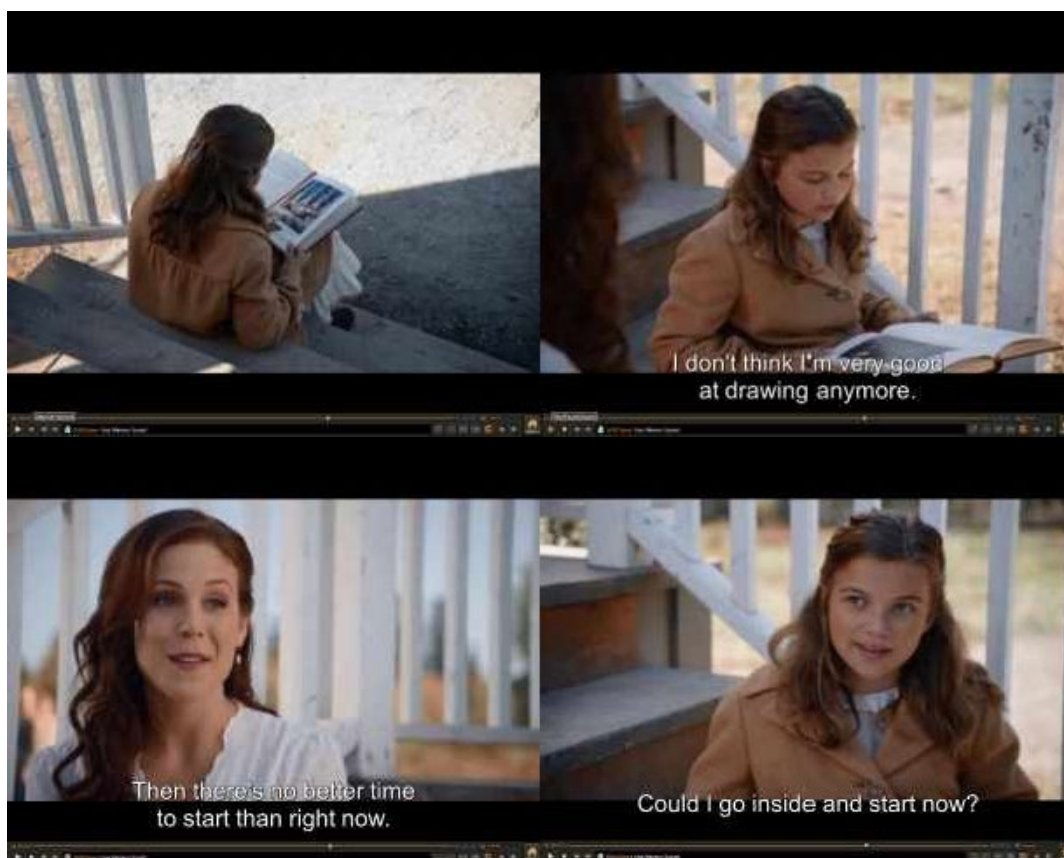 I don't think I'm very good
at drawing anymore.
Then there's no better time
to start than right now.
Could I go inside and start now?